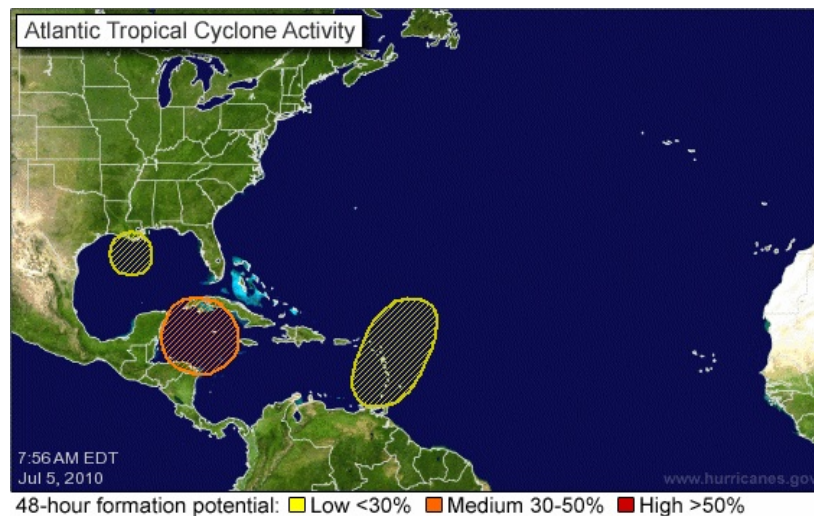 Atlantic Tropical Cyclone Activity
7:56 AM EDT
Jul 5, 2010
www.hurricanes.gov
48-hour formation potential: Low <30% Medium 30-50% High >50%